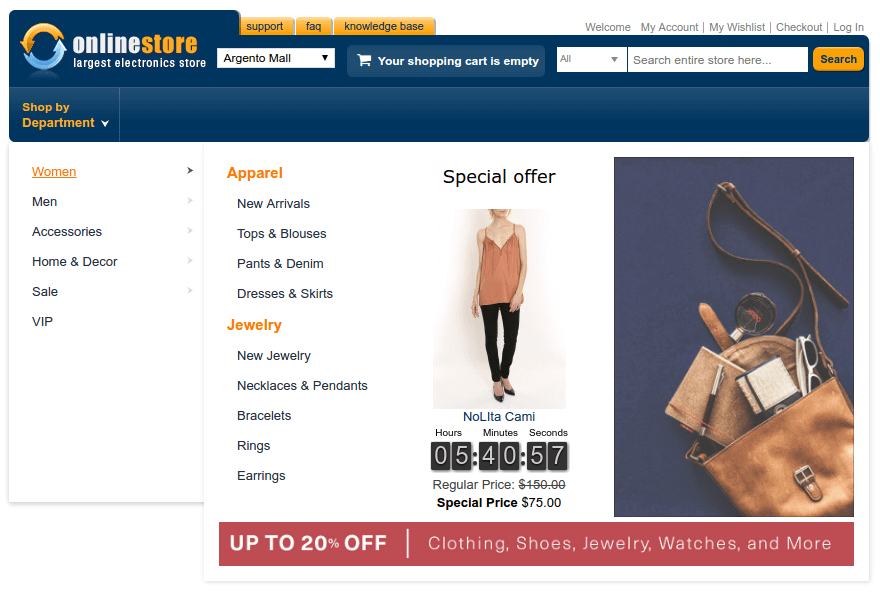 support
faq
knowledge base
Welcome My Account | My Wishlist | Checkout | Log In
onlinestore
largest electronics store
Argento Mall
Your shopping cart is empty
All
Search entire store here...
Search
Shop by
Department
Women
Men
Accessories
Home & Decor
Sale
VIP
Apparel
New Arrivals
Tops & Blouses
Pants & Denim
Dresses & Skirts
Jewelry
New Jewelry
Necklaces & Pendants
Bracelets
Rings
Earrings
Special offer
NoLIta Cami
Hours Minutes Seconds
05:40:57
Regular Price: $150.00
Special Price $75.00
UP TO 20% OFF | Clothing, Shoes, Jewelry, Watches, and More